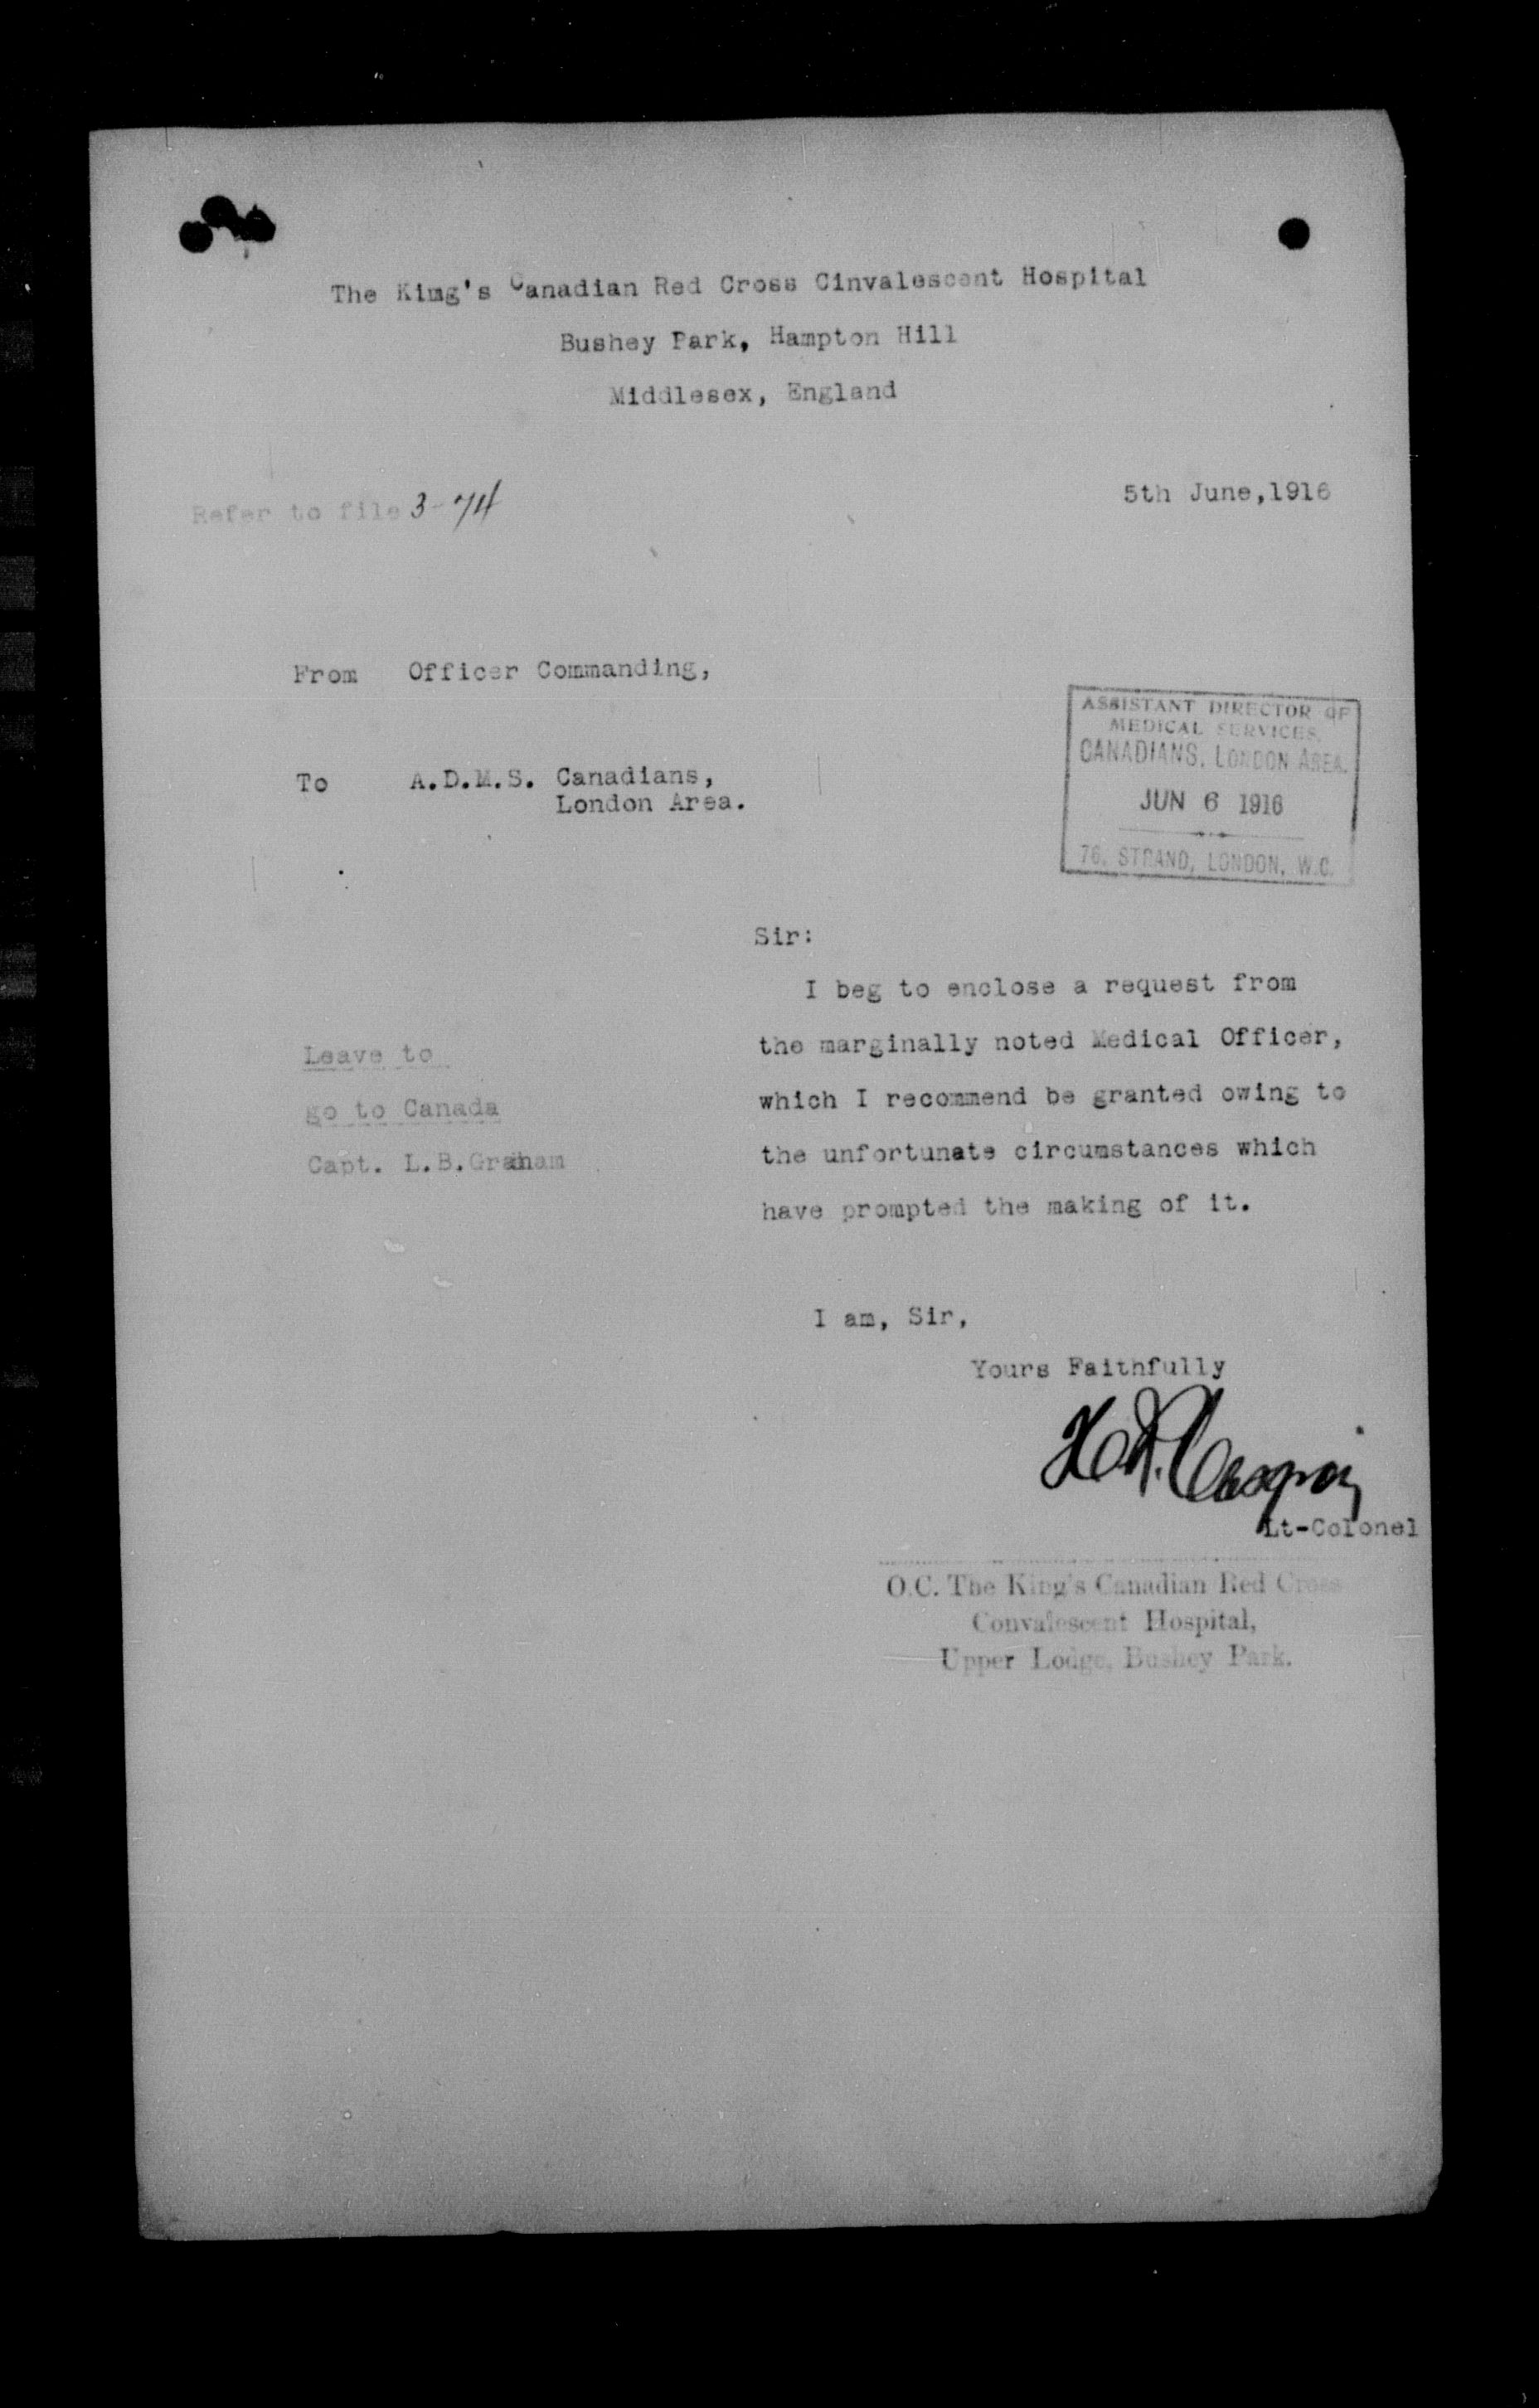 The Kimg's Canadian Red Cross Cinvalescent Hospital
Bushey Park, Hampton Hill
Middlesex, England
Refer to file 3-74
5th June,1916
From Officer Commanding,
To A.D.M.S. Canadians,
London Area.
ASSISTANT DIRECTOR OF
MEDICAL SERVICES,
CANADIANS, LONDON AREA.
JUN 6 1916
76, STRAND, LONDON, W.C.
Sir:
I beg to enclose a request from
the marginally noted Medical Officer,
which I recommend be granted owing to
the unfortunate circumstances which
have prompted the making of it.
Leave to
go to Canada
Capt. L.B.Graham
I am, Sir,
Yours Faithfully
Lt-Colonel
O.C. The King's Canadian Red Cross
Convalescent Hospital,
Upper Lodge, Bushey Park.